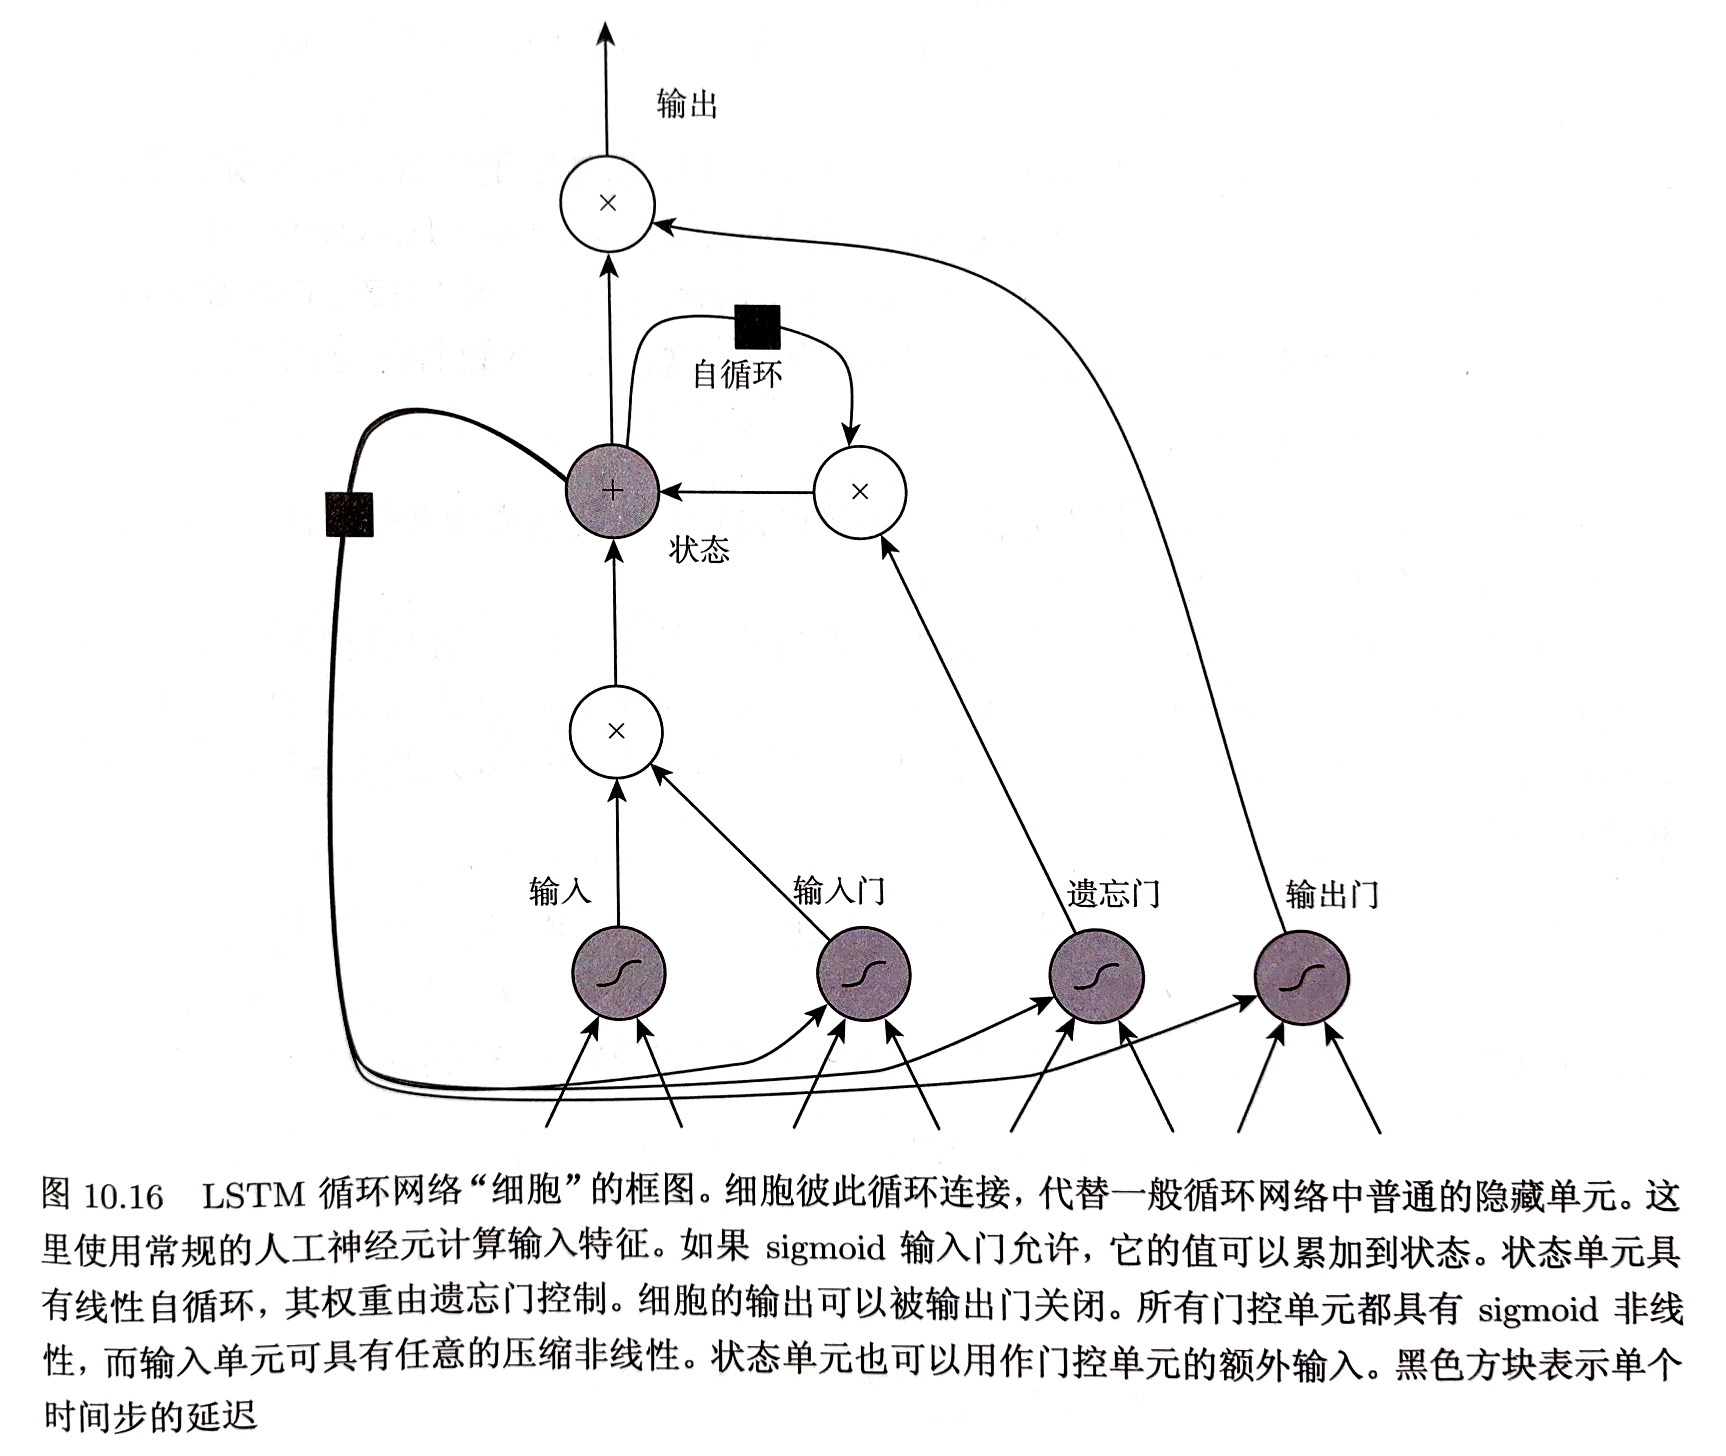 输出
×
自循环
+
×
状态
×
输入
输入门
遗忘门
输出门
图 10.16 LSTM 循环网络“细胞”的框图。细胞彼此循环连接，代替一般循环网络中普通的隐藏单元。这
里使用常规的人工神经元计算输入特征。如果 sigmoid 输入门允许，它的值可以累加到状态。状态单元具
有线性自循环，其权重由遗忘门控制。细胞的输出可以被输出门关闭。所有门控单元都具有 sigmoid 非线
性，而输入单元可具有任意的压缩非线性。状态单元也可以用作门控单元的额外输入。黑色方块表示单个
时间步的延迟